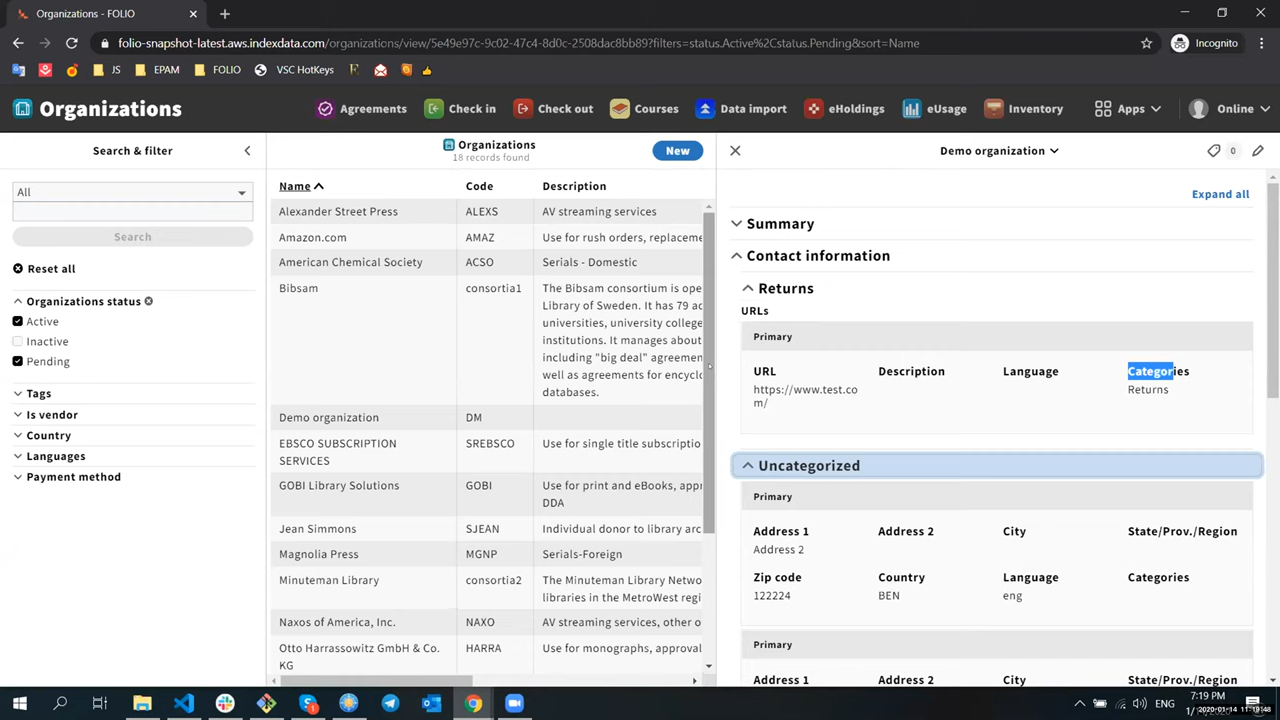 Organizations - FOLIO
folio-snapshot-latest.aws.indexdata.com/organizations/view/5e49e97c-9c02-47c4-8d0c-2508dac8bb89?filters=status.Active%2Cstatus.Pending&sort=Name
Incognito
JS
EPAM
FOLIO
VSC HotKeys
Organizations
Agreements
Check in
Check out
Courses
Data import
eHoldings
eUsage
Inventory
Apps
Online
Search & filter
All
Search
Reset all
Organizations status
Active
Inactive
Pending
Tags
Is vendor
Country
Languages
Payment method
Organizations
18 records found
New
Name Code Description
Alexander Street Press ALEXS AV streaming services
Amazon.com AMAZ Use for rush orders, replaceme
American Chemical Society ACSO Serials - Domestic
Bibsam consortia1 The Bibsam consortium is ope
Library of Sweden. It has 79 ac
universities, university college
institutions. It manages about
including "big deal" agreemen
well as agreements for encyclo
databases.
Demo organization DM
EBSCO SUBSCRIPTION SREBSCO Use for single title subscriptio
SERVICES
GOBI Library Solutions GOBI Use for print and eBooks, appr
DDA
Jean Simmons SJEAN Individual donor to library arc
Magnolia Press MGNP Serials-Foreign
Minuteman Library consortia2 The Minuteman Library Netwo
libraries in the MetroWest regi
Naxos of America, Inc. NAXO AV streaming services, other o
Otto Harrassowitz GmbH & Co. HARRA Use for monographs, approval
KG
Demo organization
0
Expand all
Summary
Contact information
Returns
URLs
Primary
URL Description Language Categories
https://www.test.co Returns
m/
Uncategorized
Primary
Address 1 Address 2 City State/Prov./Region
Address 2
Zip code Country Language Categories
122224 BEN eng
Primary
Address 1 Address 2 City State/Prov./Region
7:19 PM
2020-01-14 11:19:48